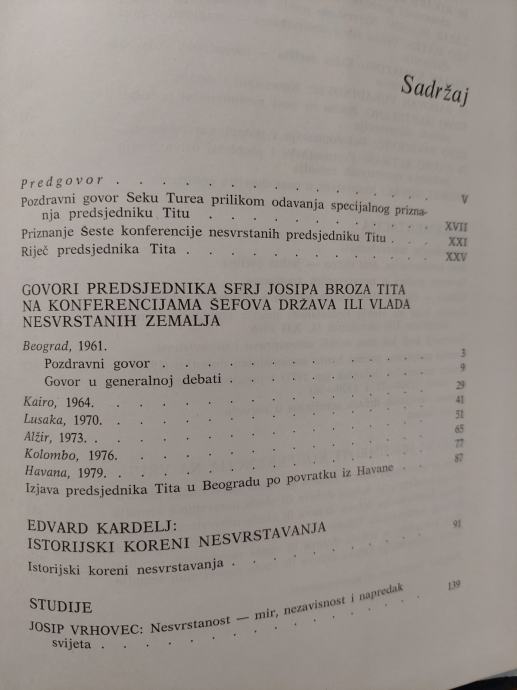 Sadržaj
Predgovor . . . . . . . . . . . . . . V
Pozdravni govor Seku Turea prilikom odavanja specijalnog prizna-
nja predsjedniku Titu . . . . . . . . . . XVII
Priznanje Šeste konferencije nesvrstanih predsjedniku Titu . . . XXI
Riječ predsjednika Tita . . . . . . . . . . . XXV
GOVORI PREDSJEDNIKA SFRJ JOSIPA BROZA TITA
NA KONFERENCIJAMA ŠEFOVA DRŽAVA ILI VLADA
NESVRSTANIH ZEMALJA
Beograd, 1961.
Pozdravni govor . . . . . . . . . . . . 3
Govor u generalnoj debati . . . . . . . . . 9
Kairo, 1964. . . . . . . . . . . . . . 29
Lusaka, 1970. . . . . . . . . . . . . . 41
Alžir, 1973. . . . . . . . . . . . . . 51
Kolombo, 1976. . . . . . . . . . . . . 65
Havana, 1979. . . . . . . . . . . . . . 77
Izjava predsjednika Tita u Beogradu po povratku iz Havane . . 87
EDVARD KARDELJ:
ISTORIJSKI KORENI NESVRSTAVANJA
Istorijski koreni nesvrstavanja . . . . . . . . . 91
STUDIJE
JOSIP VRHOVEC: Nesvrstanost — mir, nezavisnost i napredak
svijeta . . . . . . . . . . . . . . 139